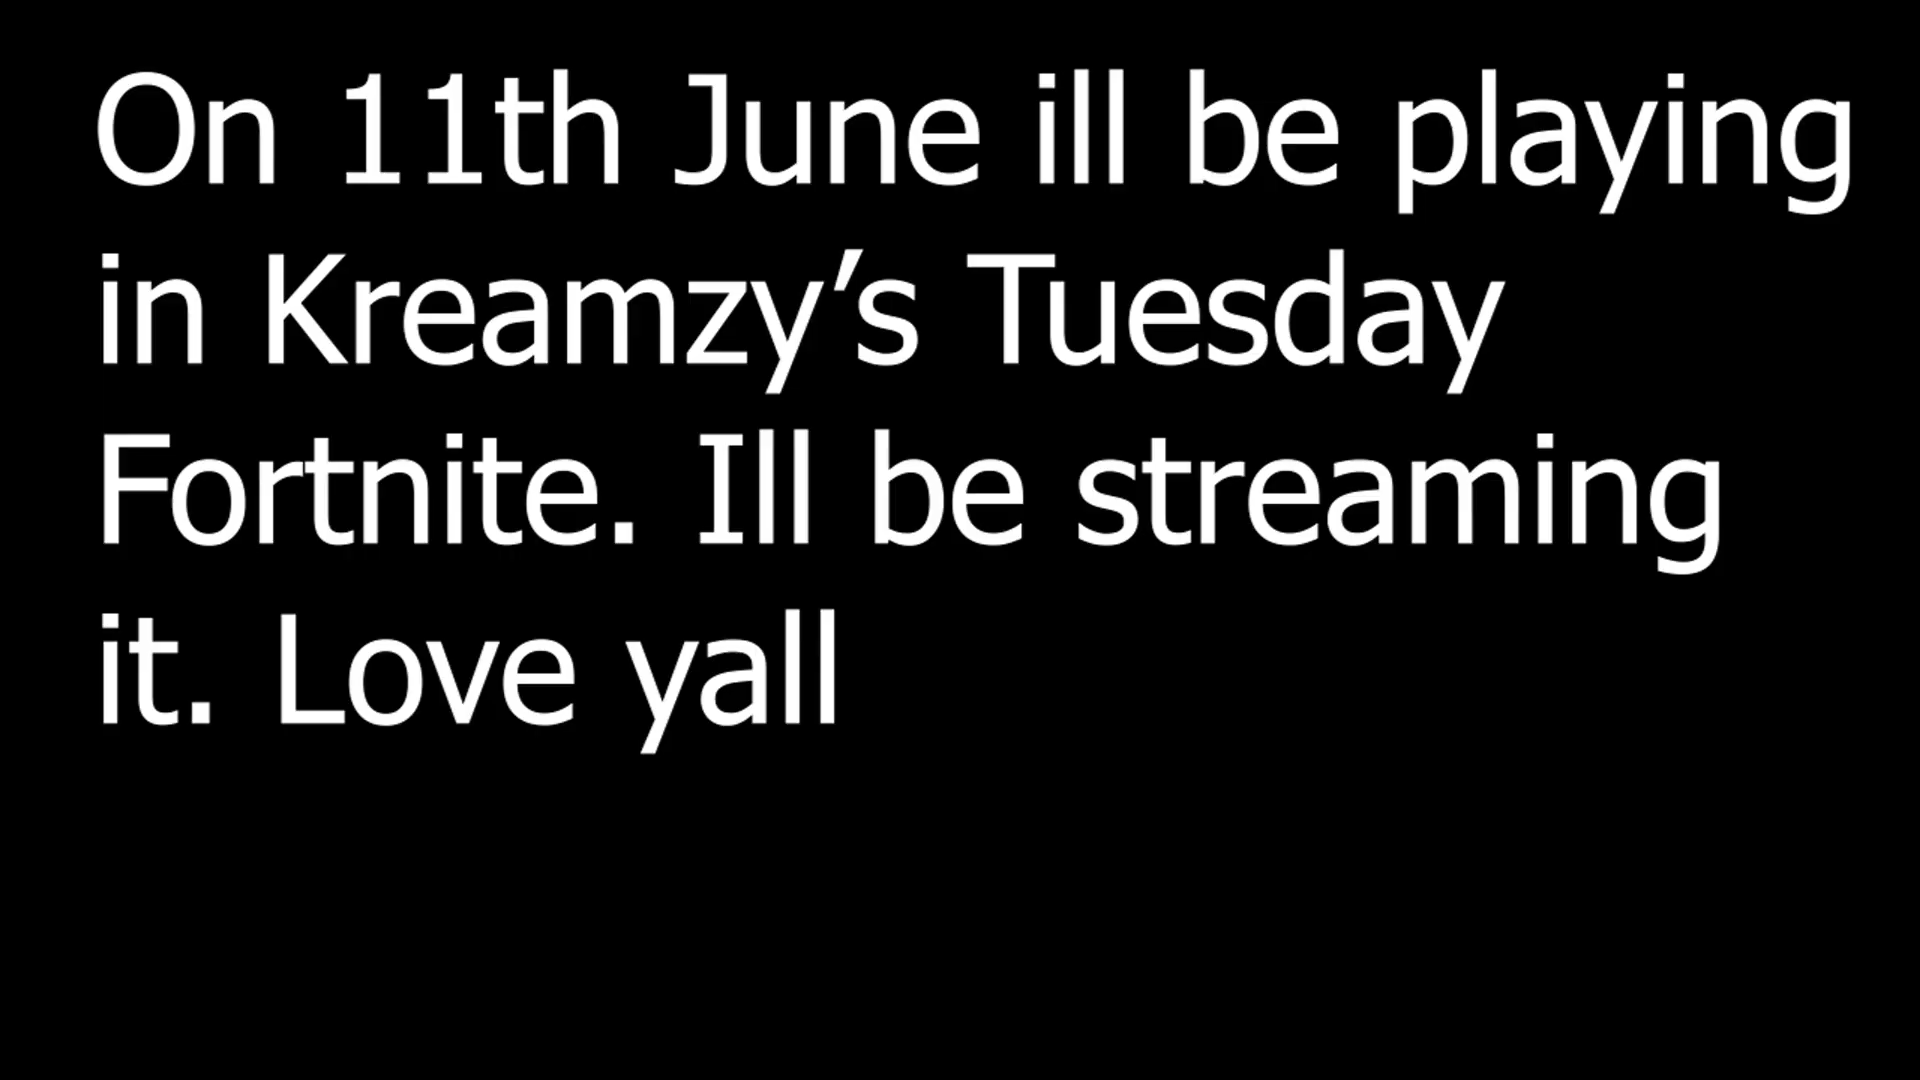 On 11th June ill be playing
in Kreamzy’s Tuesday
Fortnite. Ill be streaming
it. Love yall